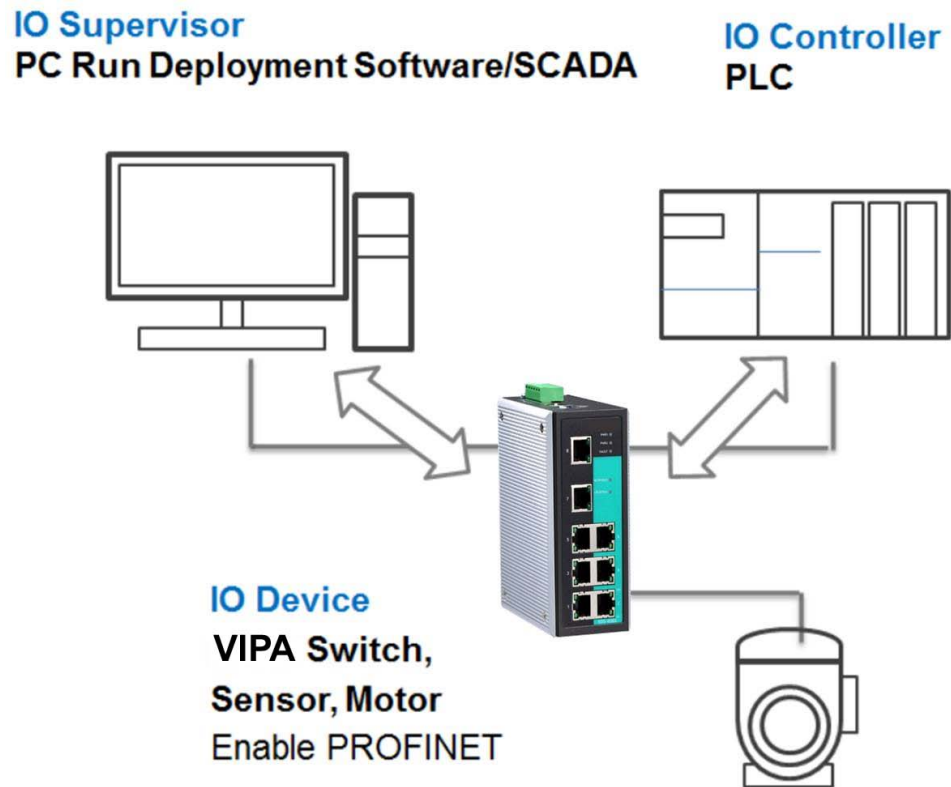 IO Supervisor
PC Run Deployment Software/SCADA
IO Controller
PLC
IO Device
VIPA Switch,
Sensor, Motor
Enable PROFINET